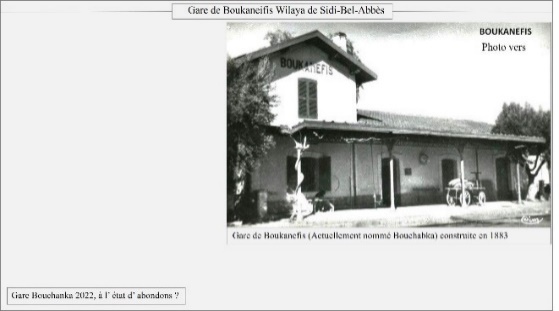 Gare de Boukaneifis Wilaya de Sidi-Bel-Abbès
BOUKANEFIS
Photo vers
BOUKANEFIS
Gare de Boukanefis (Actuellement nommé Bouchabka) construite en 1883
Gare Bouchanka 2022, à l' état d' abondons ?